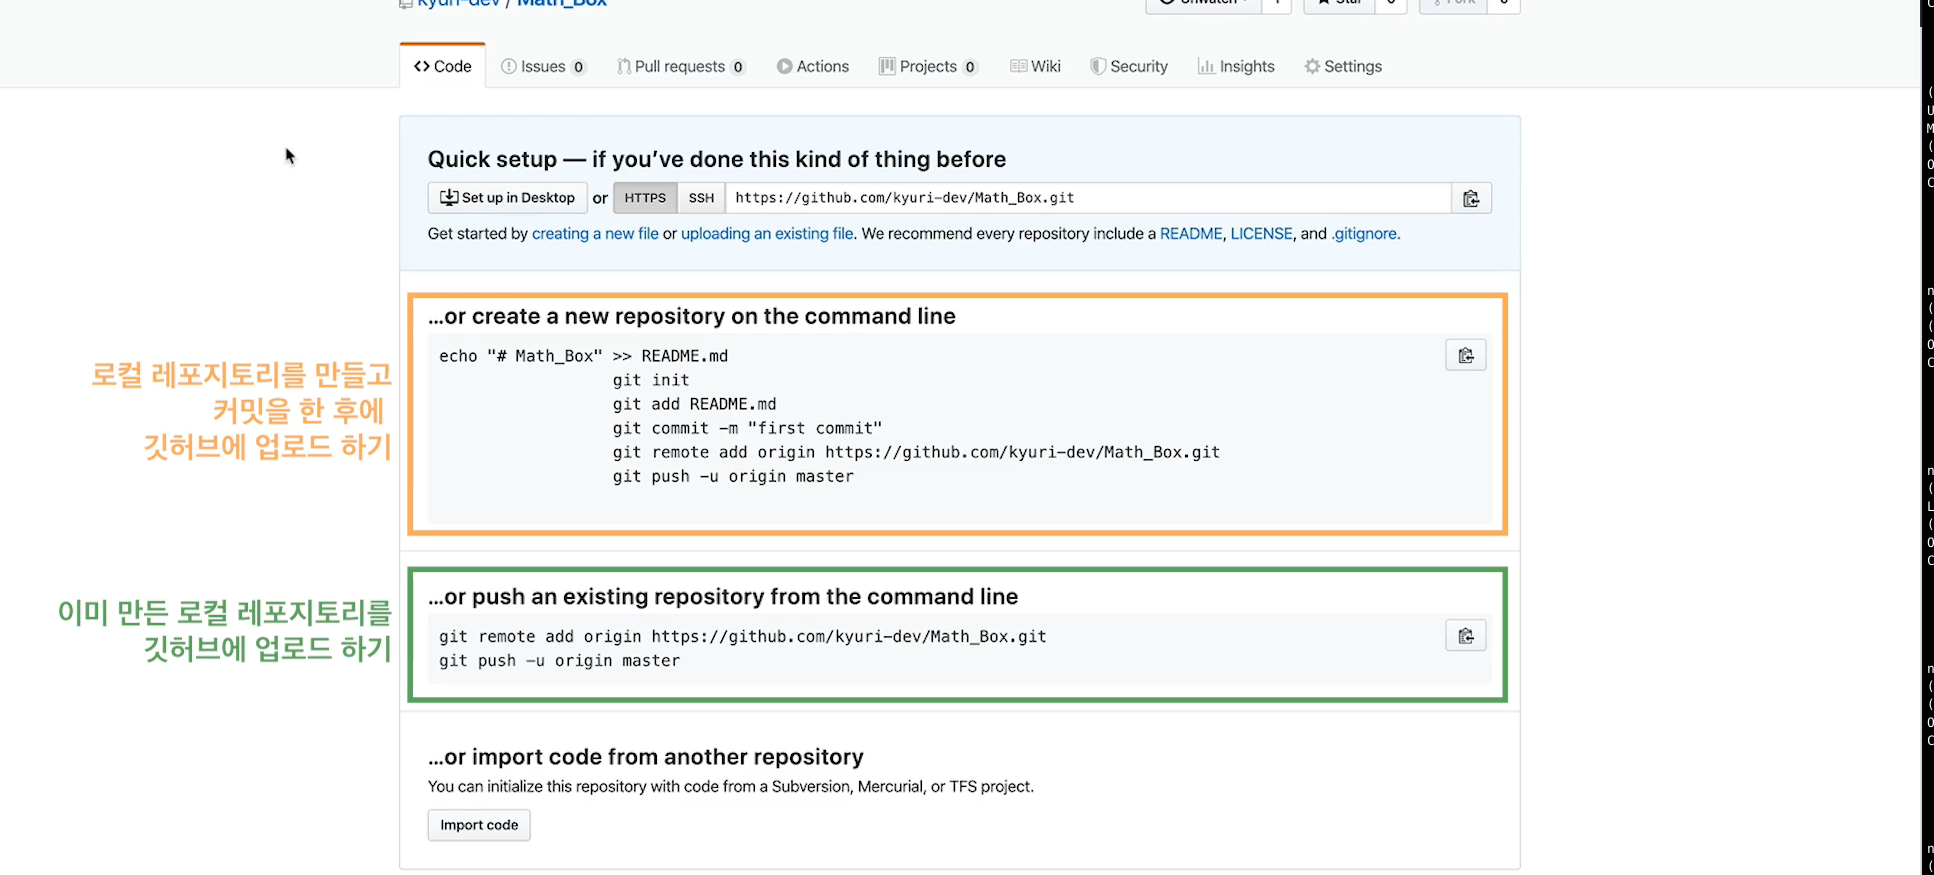 kyuri-dev / Math_Box
Unwatch 1 Star 0 Fork 0
Code Issues 0 Pull requests 0 Actions Projects 0 Wiki Security Insights Settings
Quick setup — if you’ve done this kind of thing before
Set up in Desktop or HTTPS SSH https://github.com/kyuri-dev/Math_Box.git
Get started by creating a new file or uploading an existing file. We recommend every repository include a README, LICENSE, and .gitignore.
로컬 레포지토리를 만들고
커밋을 한 후에
깃허브에 업로드 하기
...or create a new repository on the command line
echo "# Math_Box" >> README.md
git init
git add README.md
git commit -m "first commit"
git remote add origin https://github.com/kyuri-dev/Math_Box.git
git push -u origin master
이미 만든 로컬 레포지토리를
깃허브에 업로드 하기
...or push an existing repository from the command line
git remote add origin https://github.com/kyuri-dev/Math_Box.git
git push -u origin master
...or import code from another repository
You can initialize this repository with code from a Subversion, Mercurial, or TFS project.
Import code